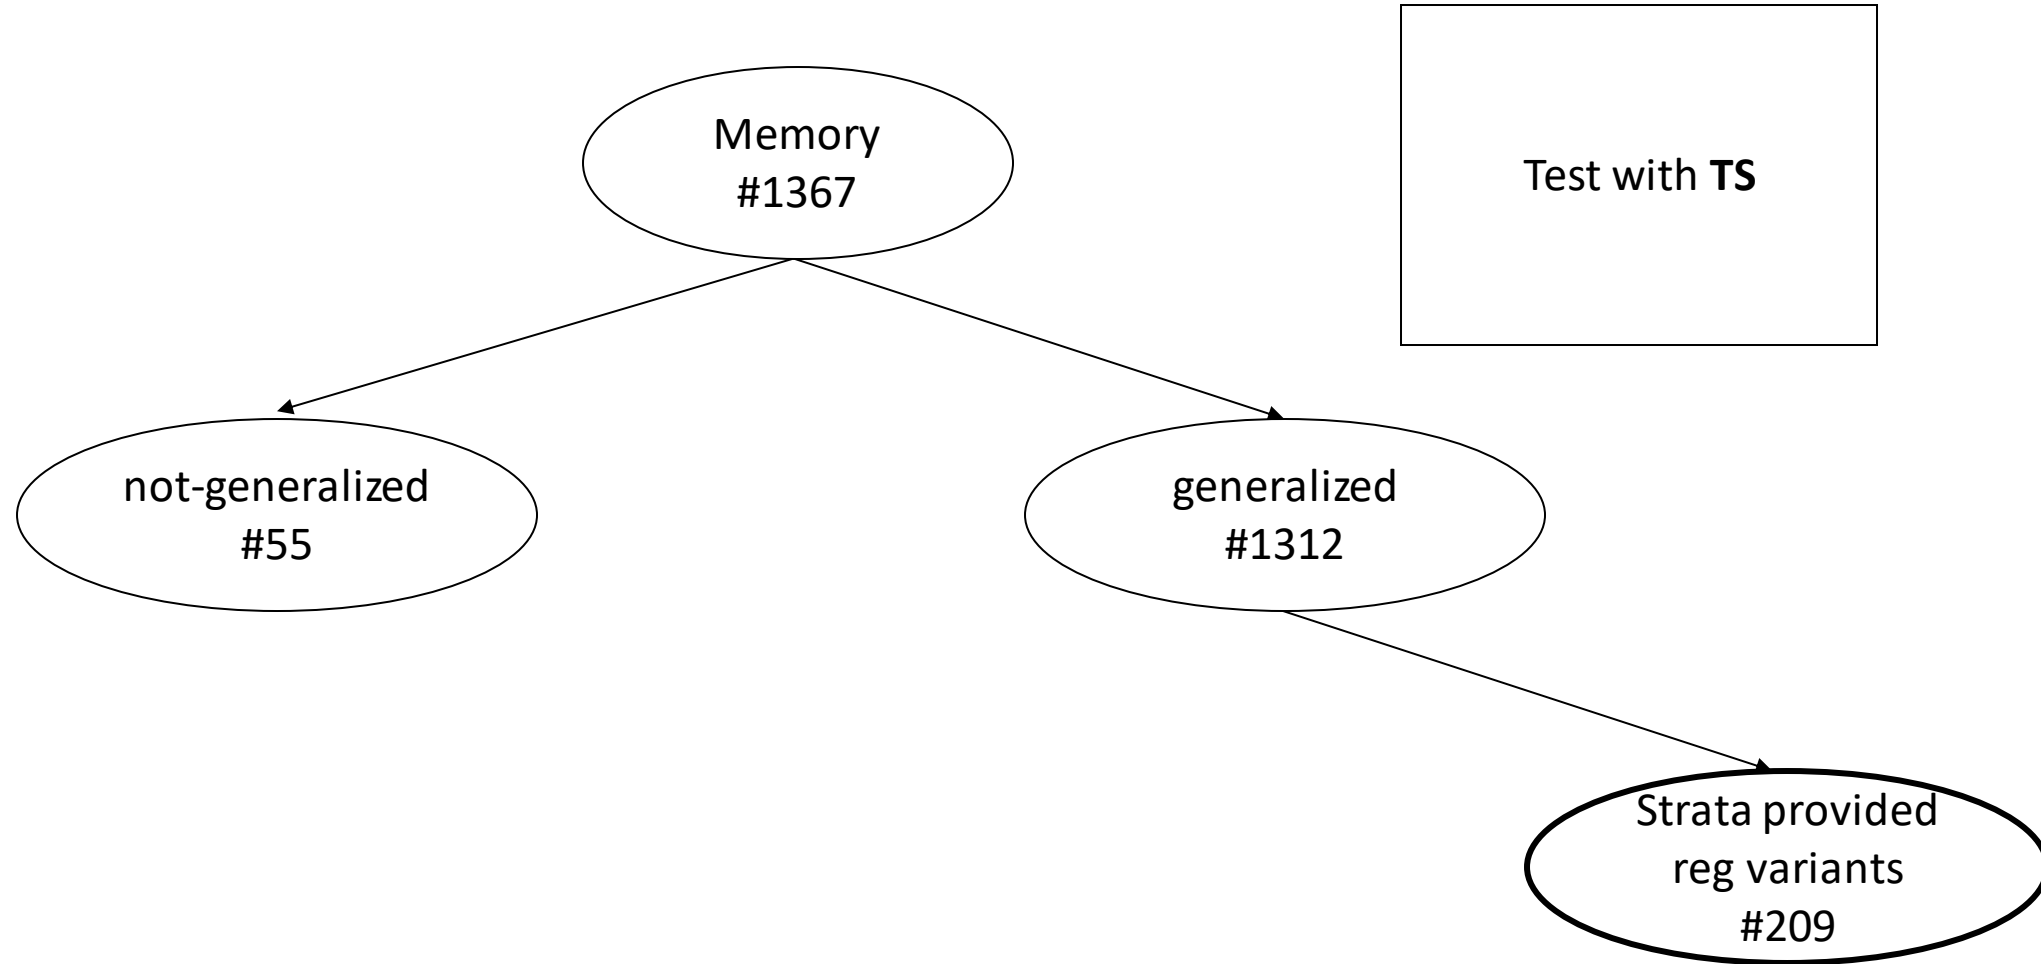 Memory
#1367
Test with TS
not-generalized
#55
generalized
#1312
Strata provided
reg variants
#209